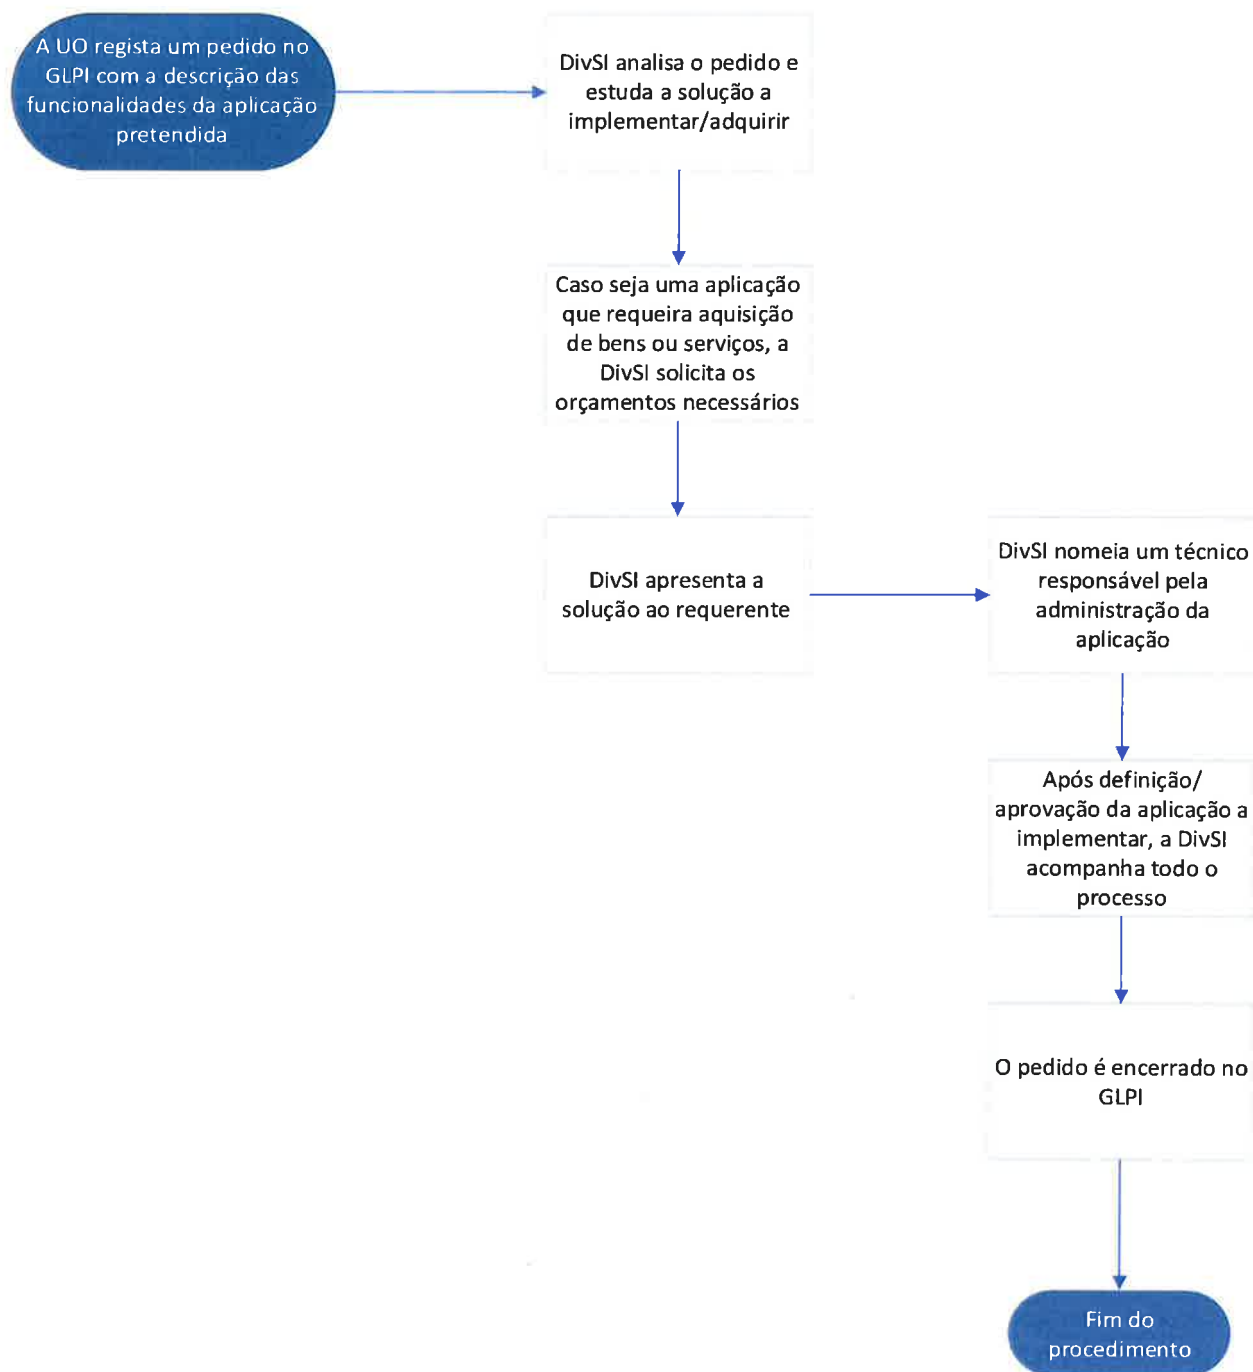 A UO regista um pedido no
GLPI com a descrição das
funcionalidades da aplicação
pretendida
DivSI analisa o pedido e
estuda a solução a
implementar/adquirir
Caso seja uma aplicação
que requeira aquisição
de bens ou serviços, a
DivSI solicita os
orçamentos necessários
DivSI apresenta a
solução ao requerente
DivSI nomeia um técnico
responsável pela
administração da
aplicação
Após definição/
aprovação da aplicação a
implementar, a DivSI
acompanha todo o
processo
O pedido é encerrado no
GLPI
Fim do
procedimento